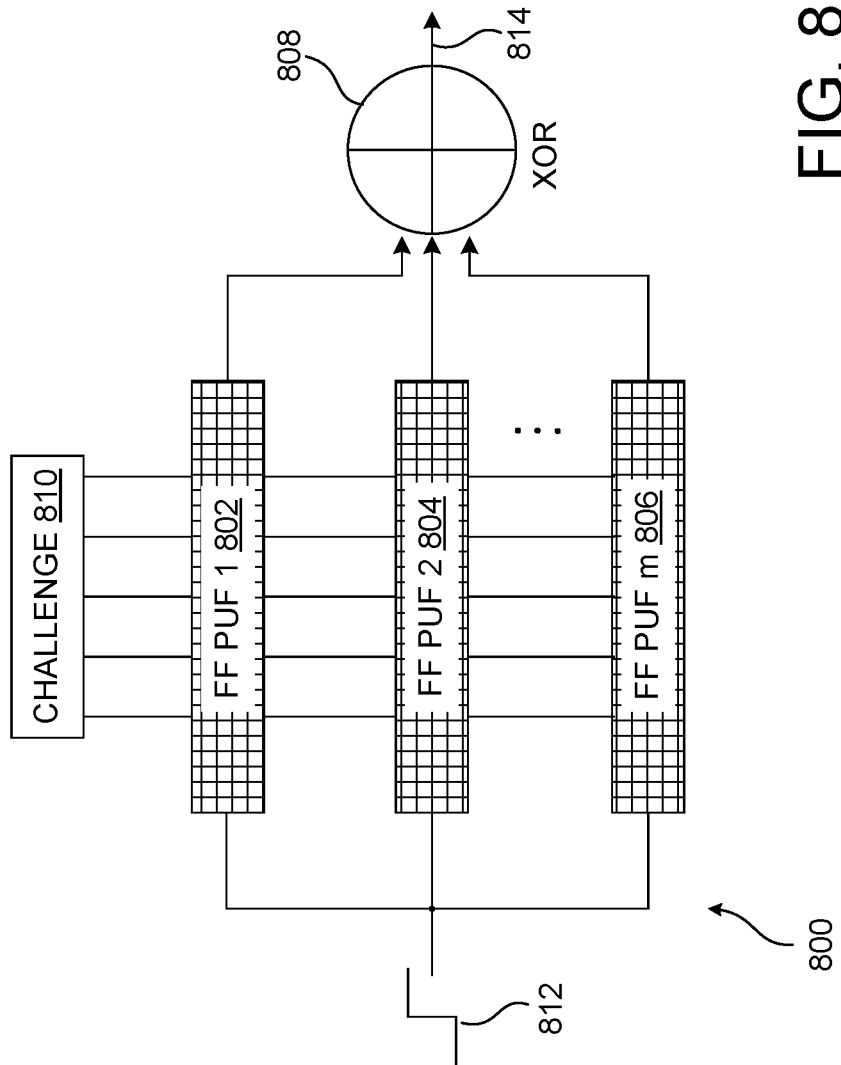 CHALLENGE 810
FF PUF 1 802
FF PUF 2 804
...
FF PUF m 806
808
814
XOR
812
800
FIG. 8